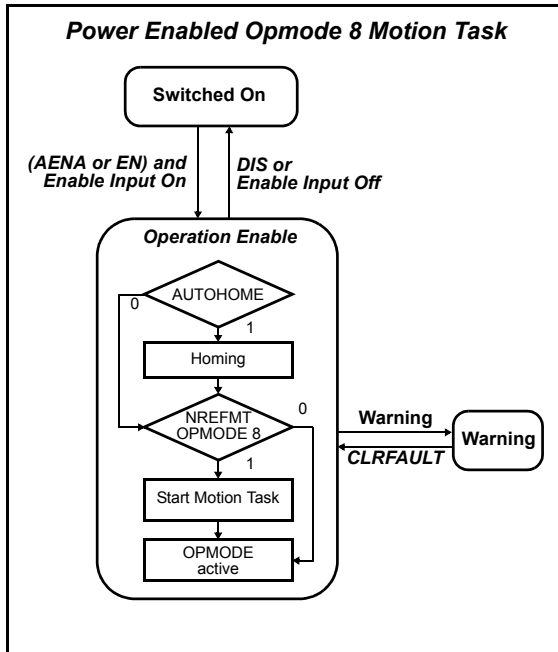 Power Enabled Opmode 8 Motion Task
Switched On
(AENA or EN) and
Enable Input On
DIS or
Enable Input Off
Operation Enable
AUTOHOME
0
1
Homing
NREFMT
OPMODE 8
0
1
Start Motion Task
OPMODE
active
Warning
CLRFAULT
Warning